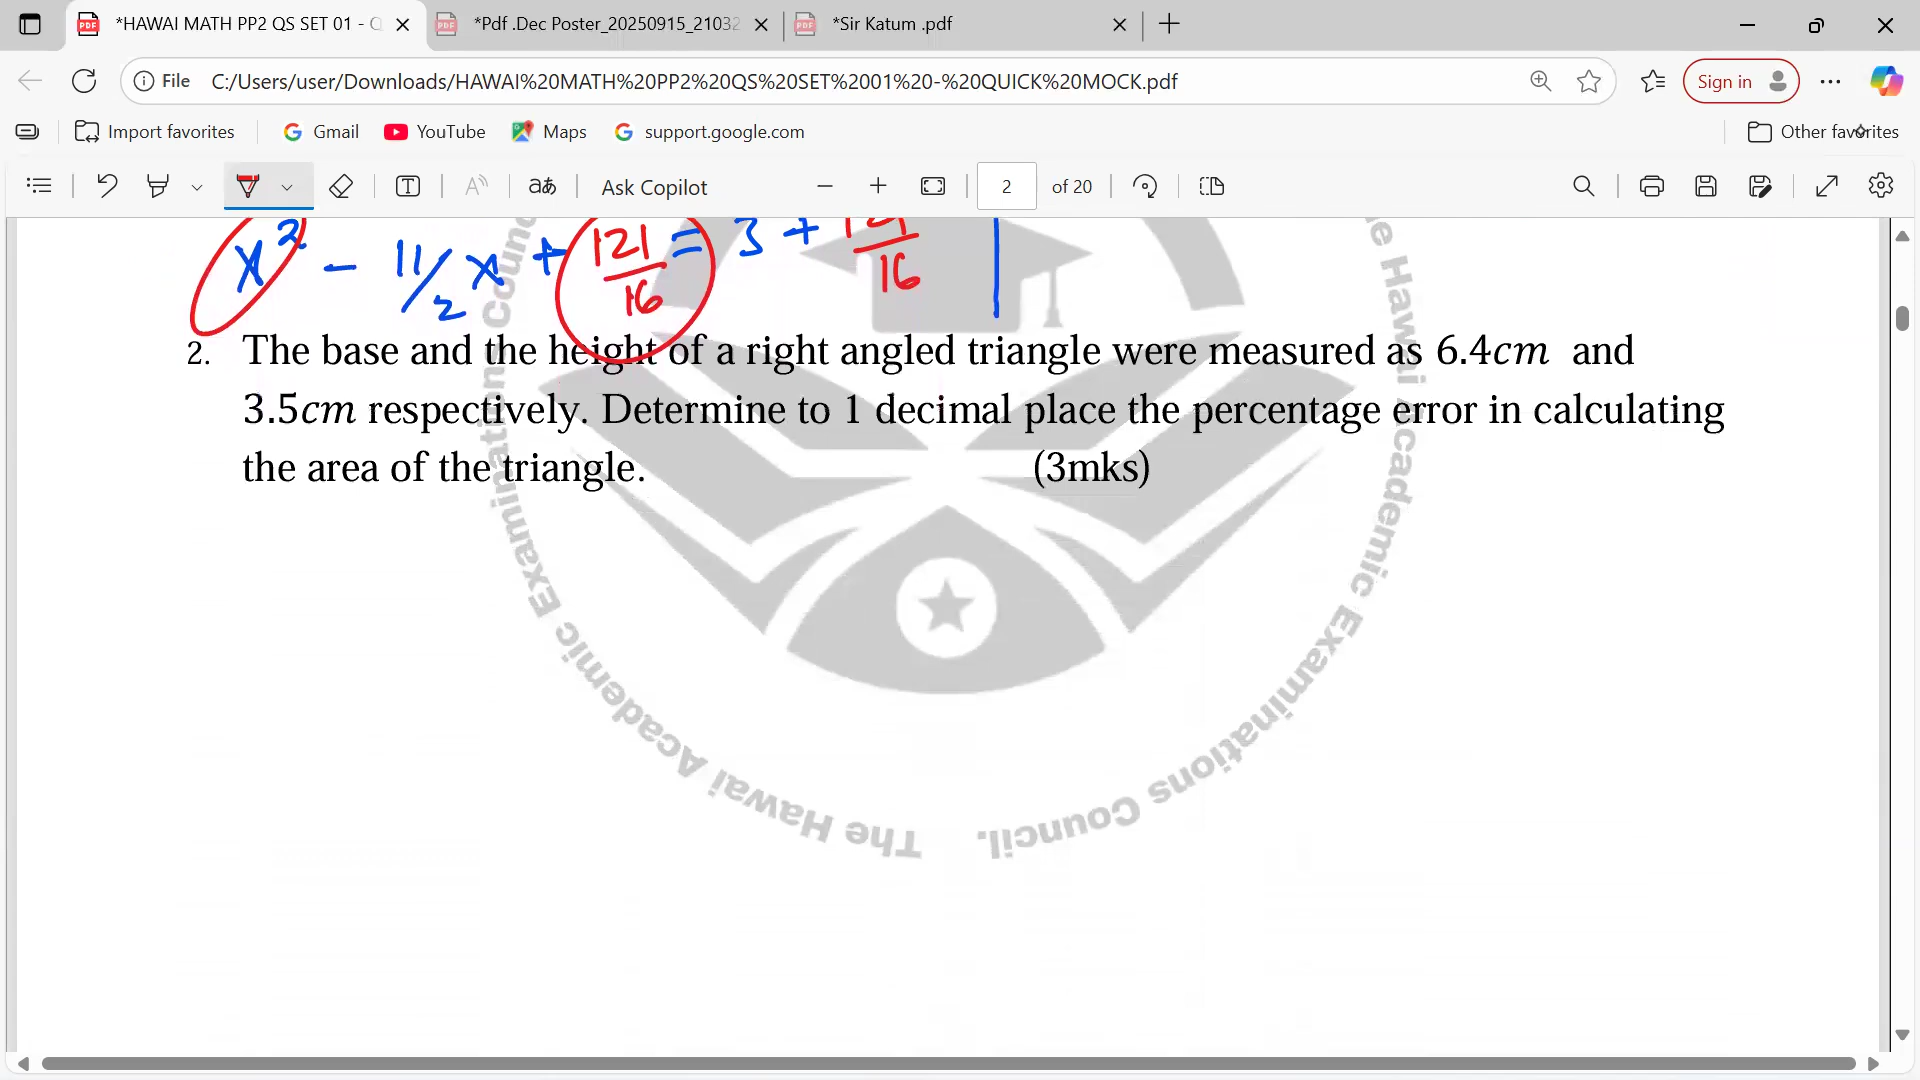 *HAWAI MATH PP2 QS SET 01 - Q
*Pdf .Dec Poster_20250915_21032
*Sir Katum .pdf
File C:/Users/user/Downloads/HAWAI%20MATH%20PP2%20QS%20SET%2001%20-%20QUICK%20MOCK.pdf
Sign in
Import favorites
Gmail
YouTube
Maps
support.google.com
Other favorites
Ask Copilot
2 of 20
x² - 11/2 x + 121/16 = 3 + 121/16
2. The base and the height of a right angled triangle were measured as 6.4cm and
3.5cm respectively. Determine to 1 decimal place the percentage error in calculating
the area of the triangle. (3mks)
The Hawai Academic Examinations Council.